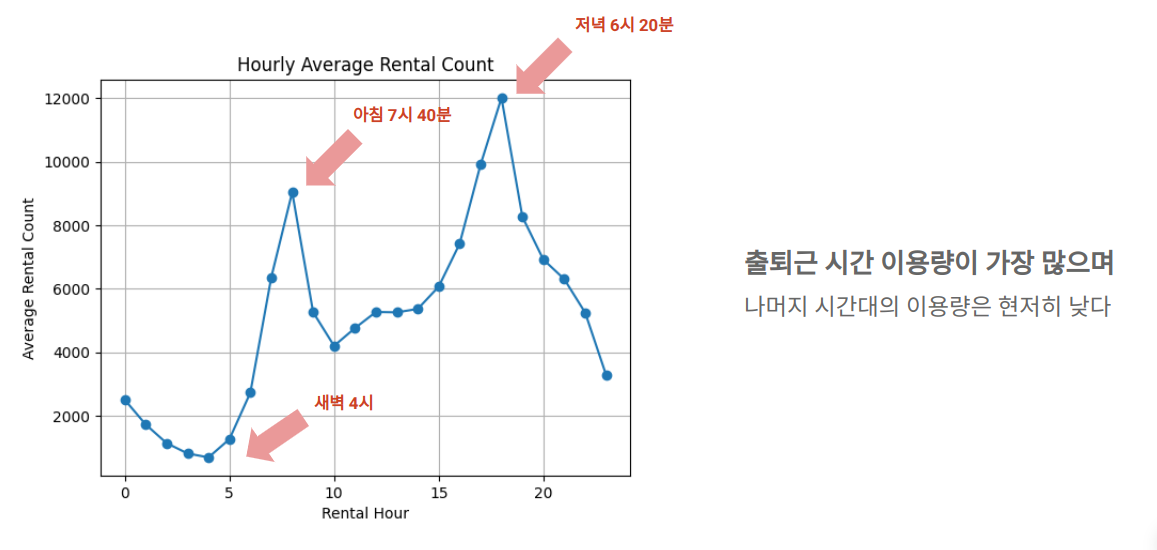 저녁 6시 20분
Hourly Average Rental Count
아침 7시 40분
새벽 4시
Average Rental Count
12000
10000
8000
6000
4000
2000
0 5 10 15 20
Rental Hour
출퇴근 시간 이용량이 가장 많으며
나머지 시간대의 이용량은 현저히 낮다